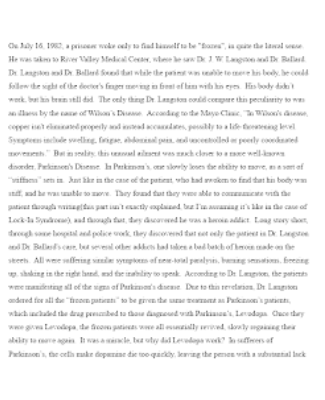 On July 16, 1982, a prisoner woke only to find himself to be "frozen", in quite the literal sense.
He was taken to River Valley Medical Center, where he saw Dr. J. W. Langston and Dr. Ballard.
Dr. Langston and Dr. Ballard found that while the patient was unable to move his body, he could
follow the sight of the doctor's finger moving in front of him with his eyes. His body didn't
work, but his brain still did. The only thing Dr. Langston could compare this peculiarity to was
an illness by the name of Wilson's Disease. According to the Mayo Clinic, "In Wilson's disease,
copper isn't eliminated properly and instead accumulates, possibly to a life-threatening level.
Symptoms include swelling, fatigue, abdominal pain, and uncontrolled or poorly coordinated
movements." But in reality, this unusual ailment was much closer to a more well-known
disorder, Parkinson's Disease. In Parkinson's, one slowly loses the ability to move, as a sort of
"stiffness" sets in. Just like in the case of the patient, who had awoken to find that his body was
stiff, and he was unable to move. They found that they were able to communicate with the
patient through writing(this part isn't exactly explained, but I'm assuming it's like in the case of
Lock-In Syndrome), and through that, they discovered he was a heroin addict. Long story short,
through some hospital and police work, they discovered that not only the patient in Dr. Langston
and Dr. Ballard's care, but several other addicts had taken a bad batch of heroin made on the
streets. All were suffering similar symptoms of near-total paralysis, burning sensations, freezing
up, shaking in the right hand, and the inability to speak. According to Dr. Langston, the patients
were manifesting all of the signs of Parkinson's disease. Due to this revelation, Dr. Langston
ordered for all the "frozen patients" to be given the same treatment as Parkinson's patients,
which included the drug prescribed to those diagnosed with Parkinson's, Levodopa. Once they
were given Levodopa, the frozen patients were all essentially revived, slowly regaining their
ability to move again. It was a miracle, but why did Levodopa work? In sufferers of
Parkinson's, the cells make dopamine die too quickly, leaving the person with a substantial lack